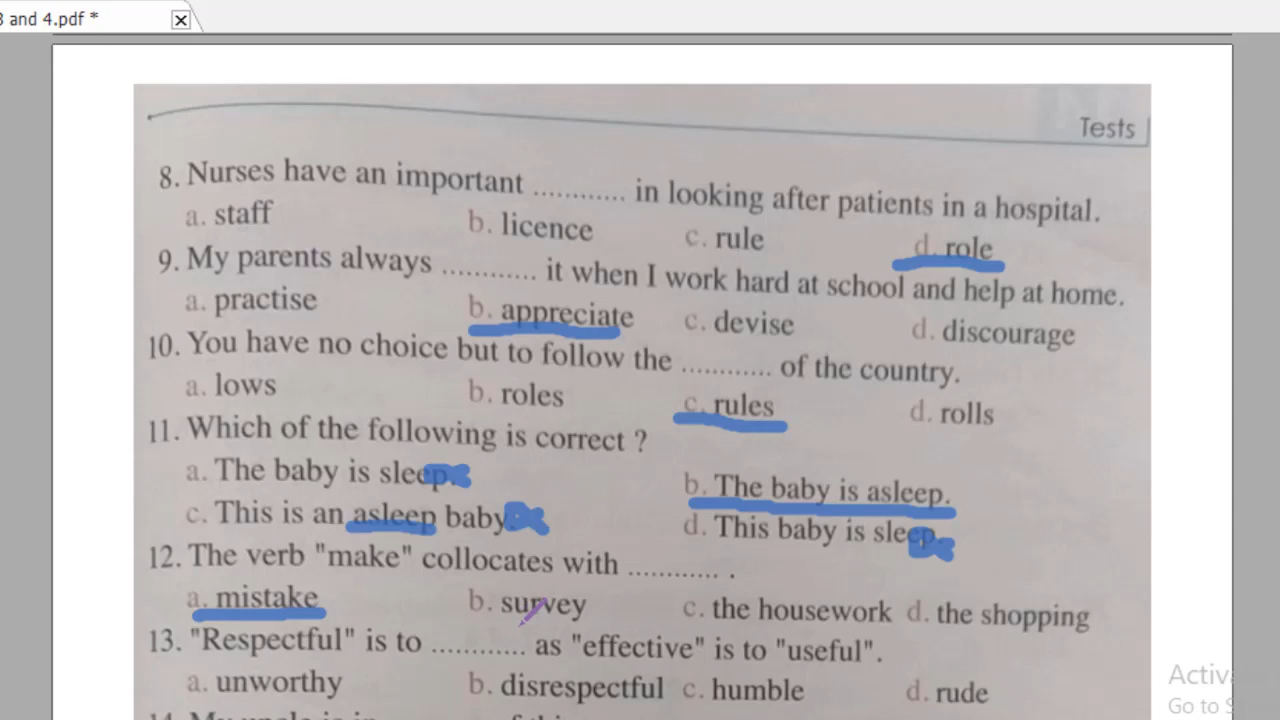 3 and 4.pdf *
Tests
8. Nurses have an important ............ in looking after patients in a hospital.
a. staff b. licence c. rule d. role
9. My parents always ............ it when I work hard at school and help at home.
a. practise b. appreciate c. devise d. discourage
10. You have no choice but to follow the ............ of the country.
a. lows b. roles c. rules d. rolls
11. Which of the following is correct ?
a. The baby is sleep. b. The baby is asleep.
c. This is an asleep baby. d. This baby is sleep.
12. The verb "make" collocates with ............ .
a. mistake b. survey c. the housework d. the shopping
13. "Respectful" is to ............ as "effective" is to "useful".
a. unworthy b. disrespectful c. humble d. rude
Activa
Go to S